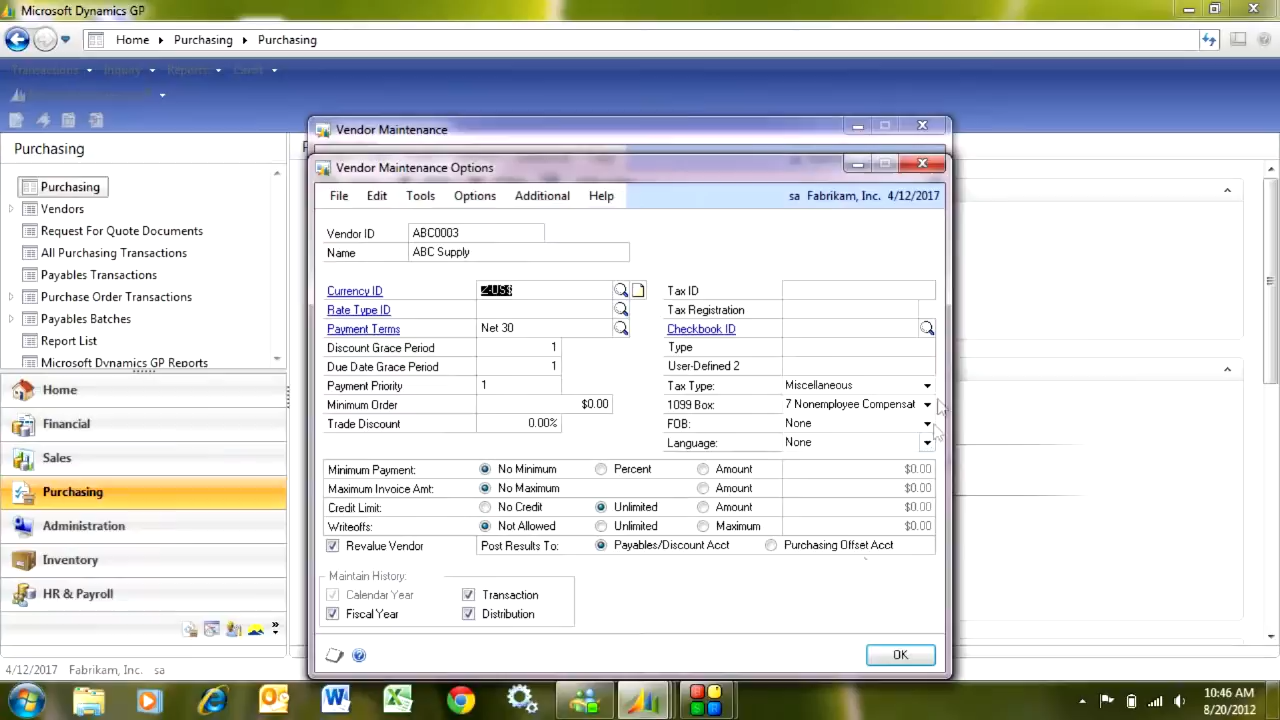 Microsoft Dynamics GP
Home Purchasing Purchasing
Transactions Inquiry Reports Cards
Purchasing
Purchasing
Vendors
Request For Quote Documents
All Purchasing Transactions
Payables Transactions
Purchase Order Transactions
Payables Batches
Report List
Microsoft Dynamics GP Reports
Home
Financial
Sales
Purchasing
Administration
Inventory
HR & Payroll
4/12/2017 Fabrikam, Inc. sa
Vendor Maintenance
Vendor Maintenance Options
File Edit Tools Options Additional Help sa Fabrikam, Inc. 4/12/2017
Vendor ID ABC0003
Name ABC Supply
Currency ID Z-US$ Tax ID
Rate Type ID Tax Registration
Payment Terms Net 30 Checkbook ID
Discount Grace Period 1 Type
Due Date Grace Period 1 User-Defined 2
Payment Priority 1 Tax Type: Miscellaneous
Minimum Order $0.00 1099 Box: 7 Nonemployee Compensat
Trade Discount 0.00% FOB: None
Language: None
Minimum Payment: No Minimum Percent Amount $0.00
Maximum Invoice Amt: No Maximum Amount $0.00
Credit Limit: No Credit Unlimited Amount $0.00
Writeoffs: Not Allowed Unlimited Maximum $0.00
Revalue Vendor Post Results To: Payables/Discount Acct Purchasing Offset Acct
Maintain History:
Calendar Year Transaction
Fiscal Year Distribution
OK
10:46 AM
8/20/2012